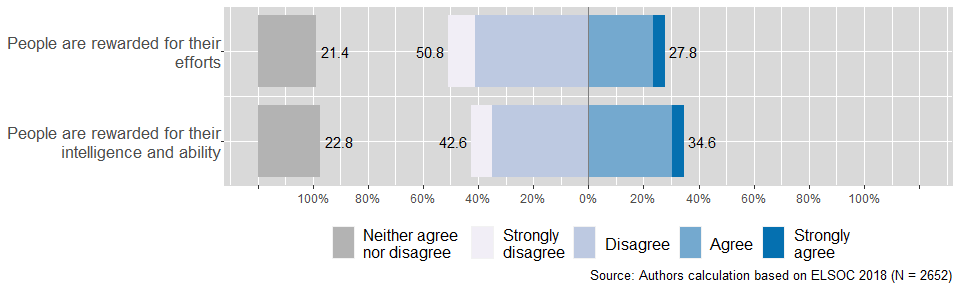 People are rewarded for their
efforts
21.4
50.8
27.8
People are rewarded for their
intelligence and ability
22.8
42.6
34.6
100% 80% 60% 40% 20% 0% 20% 40% 60% 80% 100%
Neither agree
nor disagree
Strongly
disagree
Disagree
Agree
Strongly
agree
Source: Authors calculation based on ELSOC 2018 (N = 2652)